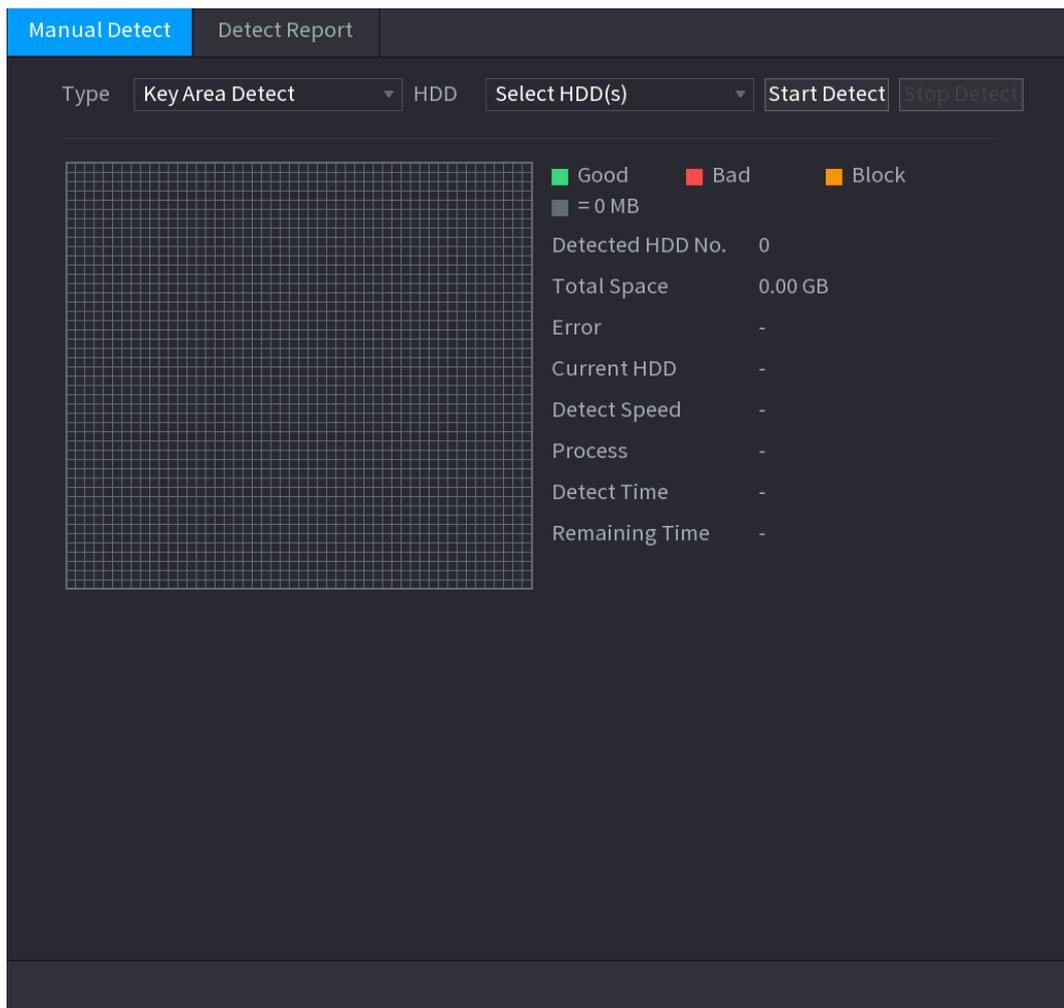 Manual Detect Detect Report
Type Key Area Detect HDD Select HDD(s) Start Detect Stop Detect
Good Bad Block
= 0 MB
Detected HDD No. 0
Total Space 0.00 GB
Error -
Current HDD -
Detect Speed -
Process -
Detect Time -
Remaining Time -